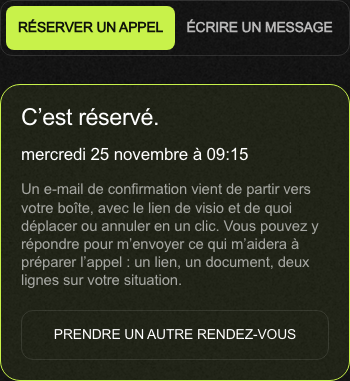 RÉSERVER UN APPEL
ÉCRIRE UN MESSAGE
C’est réservé.
mercredi 25 novembre à 09:15
Un e-mail de confirmation vient de partir vers
votre boîte, avec le lien de visio et de quoi
déplacer ou annuler en un clic. Vous pouvez y
répondre pour m’envoyer ce qui m’aidera à
préparer l’appel : un lien, un document, deux
lignes sur votre situation.
PRENDRE UN AUTRE RENDEZ-VOUS